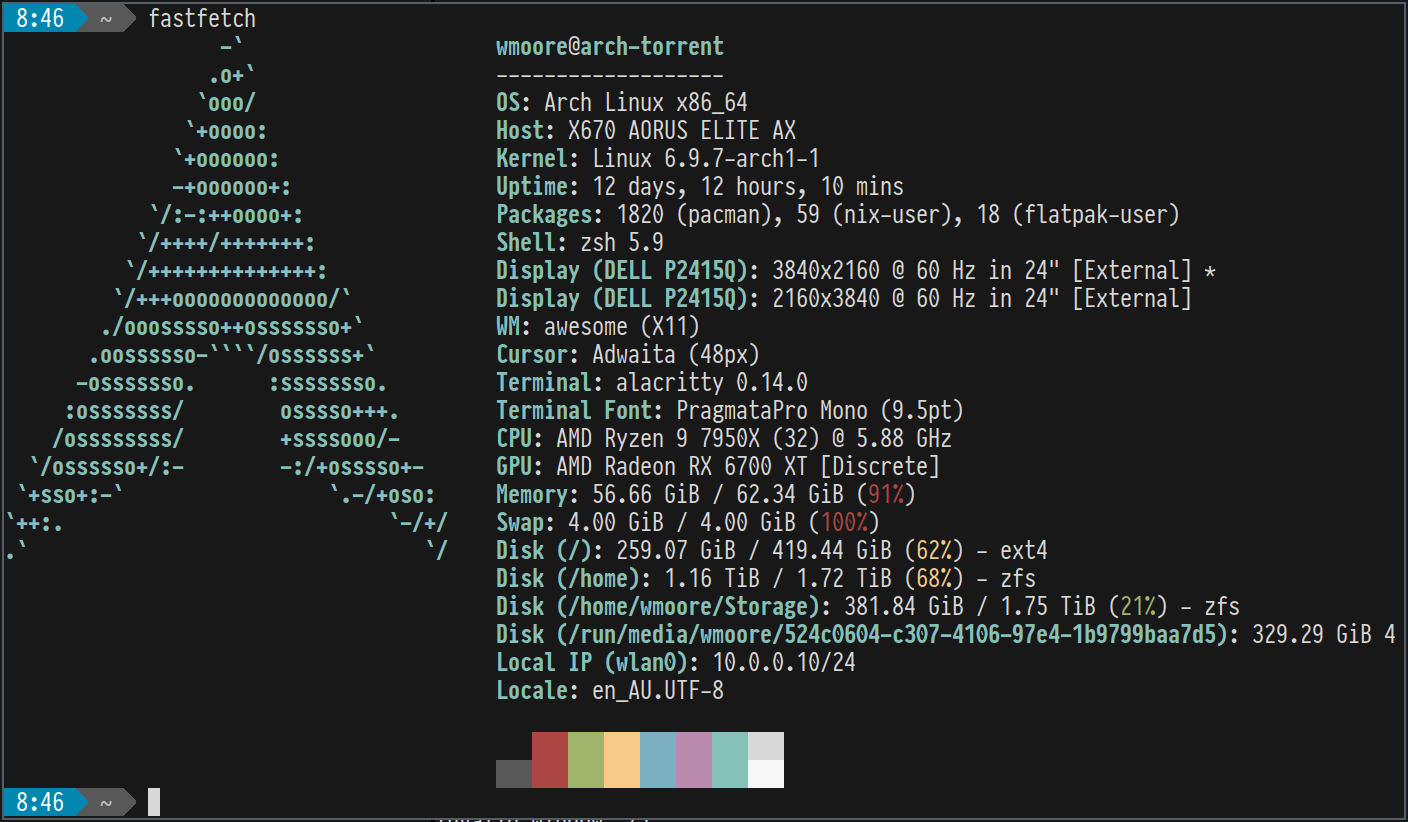 8:46 ~ fastfetch
-` wmoore@arch-torrent
.o+` -------------------
`ooo/ OS: Arch Linux x86_64
`+oooo: Host: X670 AORUS ELITE AX
`+oooooo: Kernel: Linux 6.9.7-arch1-1
-+oooooo+: Uptime: 12 days, 12 hours, 10 mins
`/:-:++oooo+: Packages: 1820 (pacman), 59 (nix-user), 18 (flatpak-user)
`/++++/+++++++: Shell: zsh 5.9
`/++++++++++++++: Display (DELL P2415Q): 3840x2160 @ 60 Hz in 24" [External] *
`/+++ooooooooooooo/` Display (DELL P2415Q): 2160x3840 @ 60 Hz in 24" [External]
./ooosssso++osssssso+` WM: awesome (X11)
.oossssso-````/ossssss+` Cursor: Adwaita (48px)
-osssssso. :ssssssso. Terminal: alacritty 0.14.0
:osssssss/ osssso+++. Terminal Font: PragmataPro Mono (9.5pt)
/ossssssss/ +ssssooo/- CPU: AMD Ryzen 9 7950X (32) @ 5.88 GHz
`/ossssso+/:- -:/+osssso+- GPU: AMD Radeon RX 6700 XT [Discrete]
`+sso+:-` `.-/+oso: Memory: 56.66 GiB / 62.34 GiB (91%)
`++:. `-/+/ Swap: 4.00 GiB / 4.00 GiB (100%)
.` `/ Disk (/): 259.07 GiB / 419.44 GiB (62%) - ext4
Disk (/home): 1.16 TiB / 1.72 TiB (68%) - zfs
Disk (/home/wmoore/Storage): 381.84 GiB / 1.75 TiB (21%) - zfs
Disk (/run/media/wmoore/524c0604-c307-4106-97e4-1b9799baa7d5): 329.29 GiB 4
Local IP (wlan0): 10.0.0.10/24
Locale: en_AU.UTF-8
8:46 ~